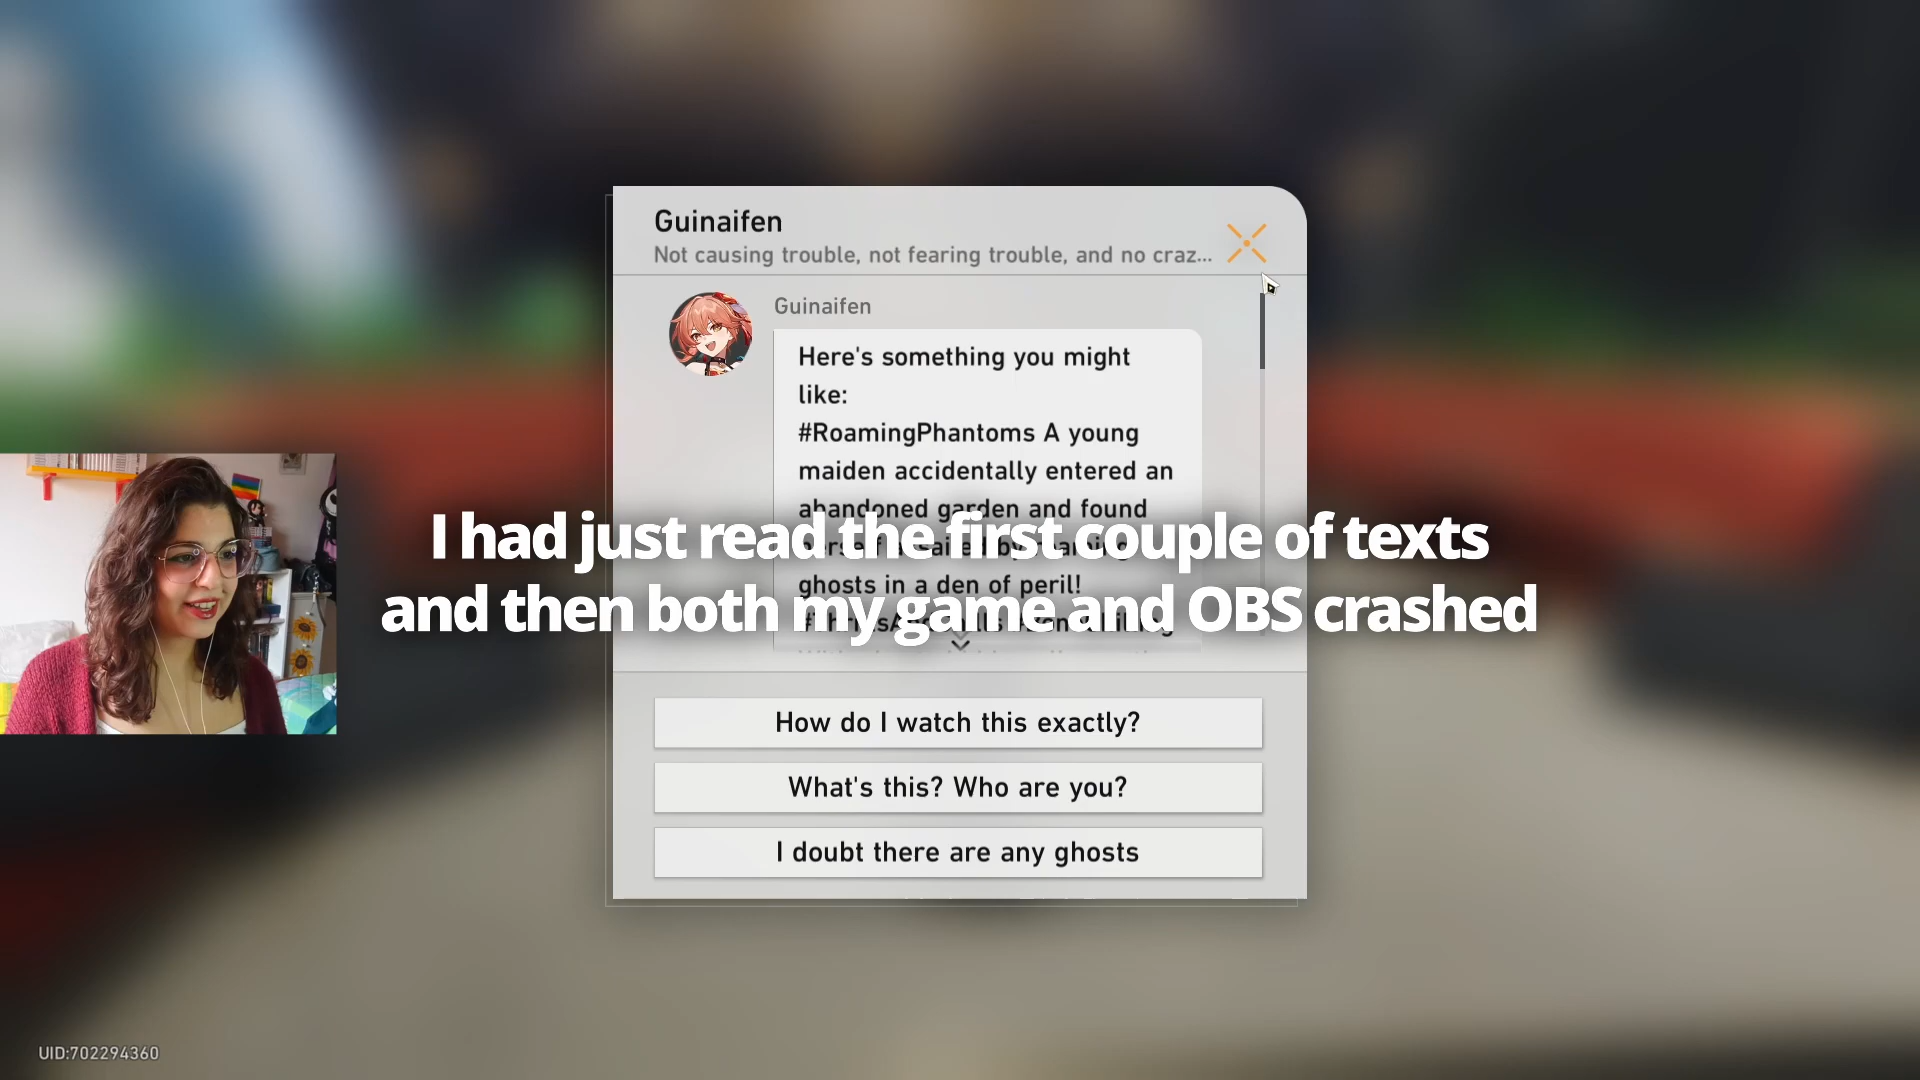 Guinaifen
Not causing trouble, not fearing trouble, and no craz...
Guinaifen
Here's something you might
like:
#RoamingPhantoms A young
maiden accidentally entered an
abandoned garden and found
I had just read the first couple of texts
ghosts in a den of peril!
and then both my game and OBS crashed
How do I watch this exactly?
What's this? Who are you?
I doubt there are any ghosts
UID:702294360